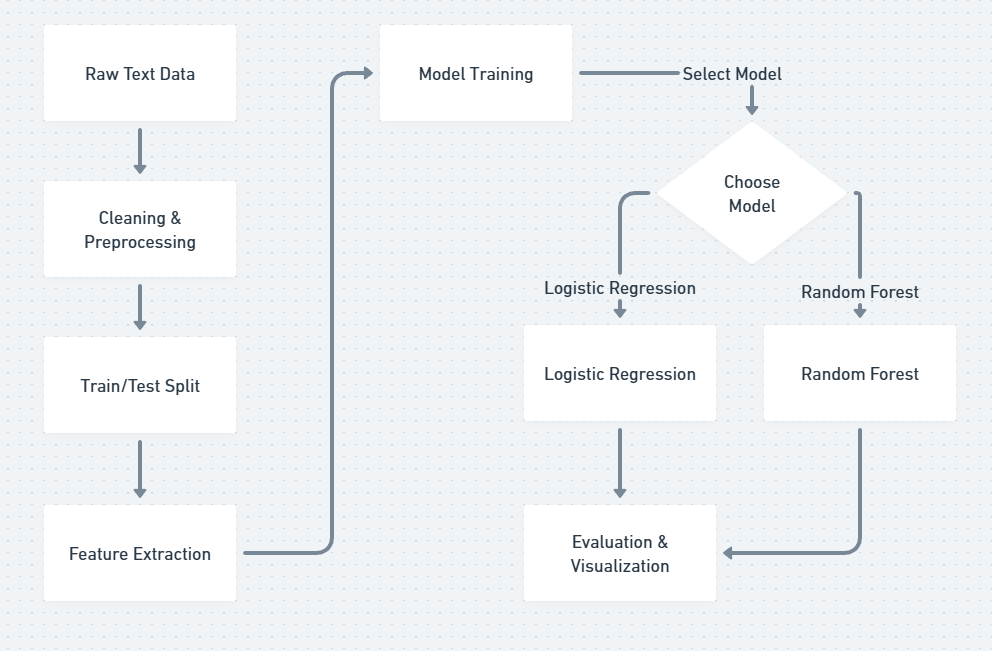 Raw Text Data
Cleaning &
Preprocessing
Train/Test Split
Feature Extraction
Model Training
Select Model
Choose
Model
Logistic Regression
Random Forest
Logistic Regression
Random Forest
Evaluation &
Visualization